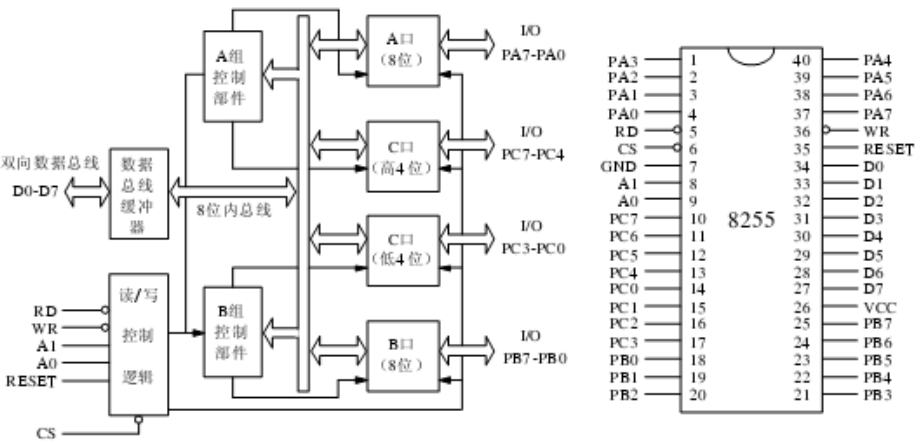 A组
控制
部件
A口
（8位）
I/O
PA7-PA0
C口
（高4位）
I/O
PC7-PC4
双向数据总线
D0-D7
数据
总线
缓冲
器
8位内总线
C口
（低4位）
I/O
PC3-PC0
读/写
控制
逻辑
RD
WR
A1
A0
RESET
CS
B组
控制
部件
B口
（8位）
I/O
PB7-PB0
8255
PA3 1 40 PA4
PA2 2 39 PA5
PA1 3 38 PA6
PA0 4 37 PA7
RD 5 36 WR
CS 6 35 RESET
GND 7 34 D0
A1 8 33 D1
A0 9 32 D2
PC7 10 31 D3
PC6 11 30 D4
PC5 12 29 D5
PC4 13 28 D6
PC0 14 27 D7
PC1 15 26 VCC
PC2 16 25 PB7
PC3 17 24 PB6
PB0 18 23 PB5
PB1 19 22 PB4
PB2 20 21 PB3